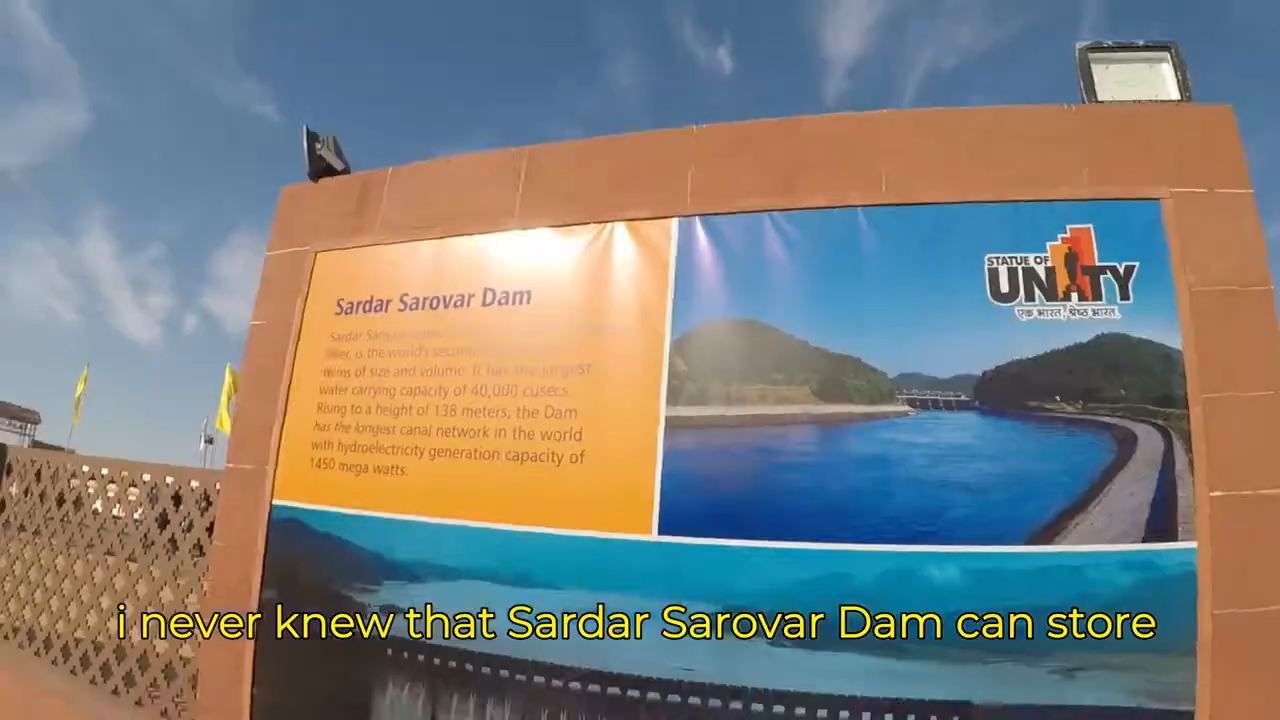 STATUE OF
UNITY
एक भारत, श्रेष्ठ भारत.
Sardar Sarovar Dam
Sardar
is the world's
terms of size and volume. It has the largest
water carrying capacity of 40,000 cusecs.
Rising to a height of 138 meters, the Dam
has the longest canal network in the world
with hydroelectricity generation capacity of
1450 mega watts.
i never knew that Sardar Sarovar Dam can store